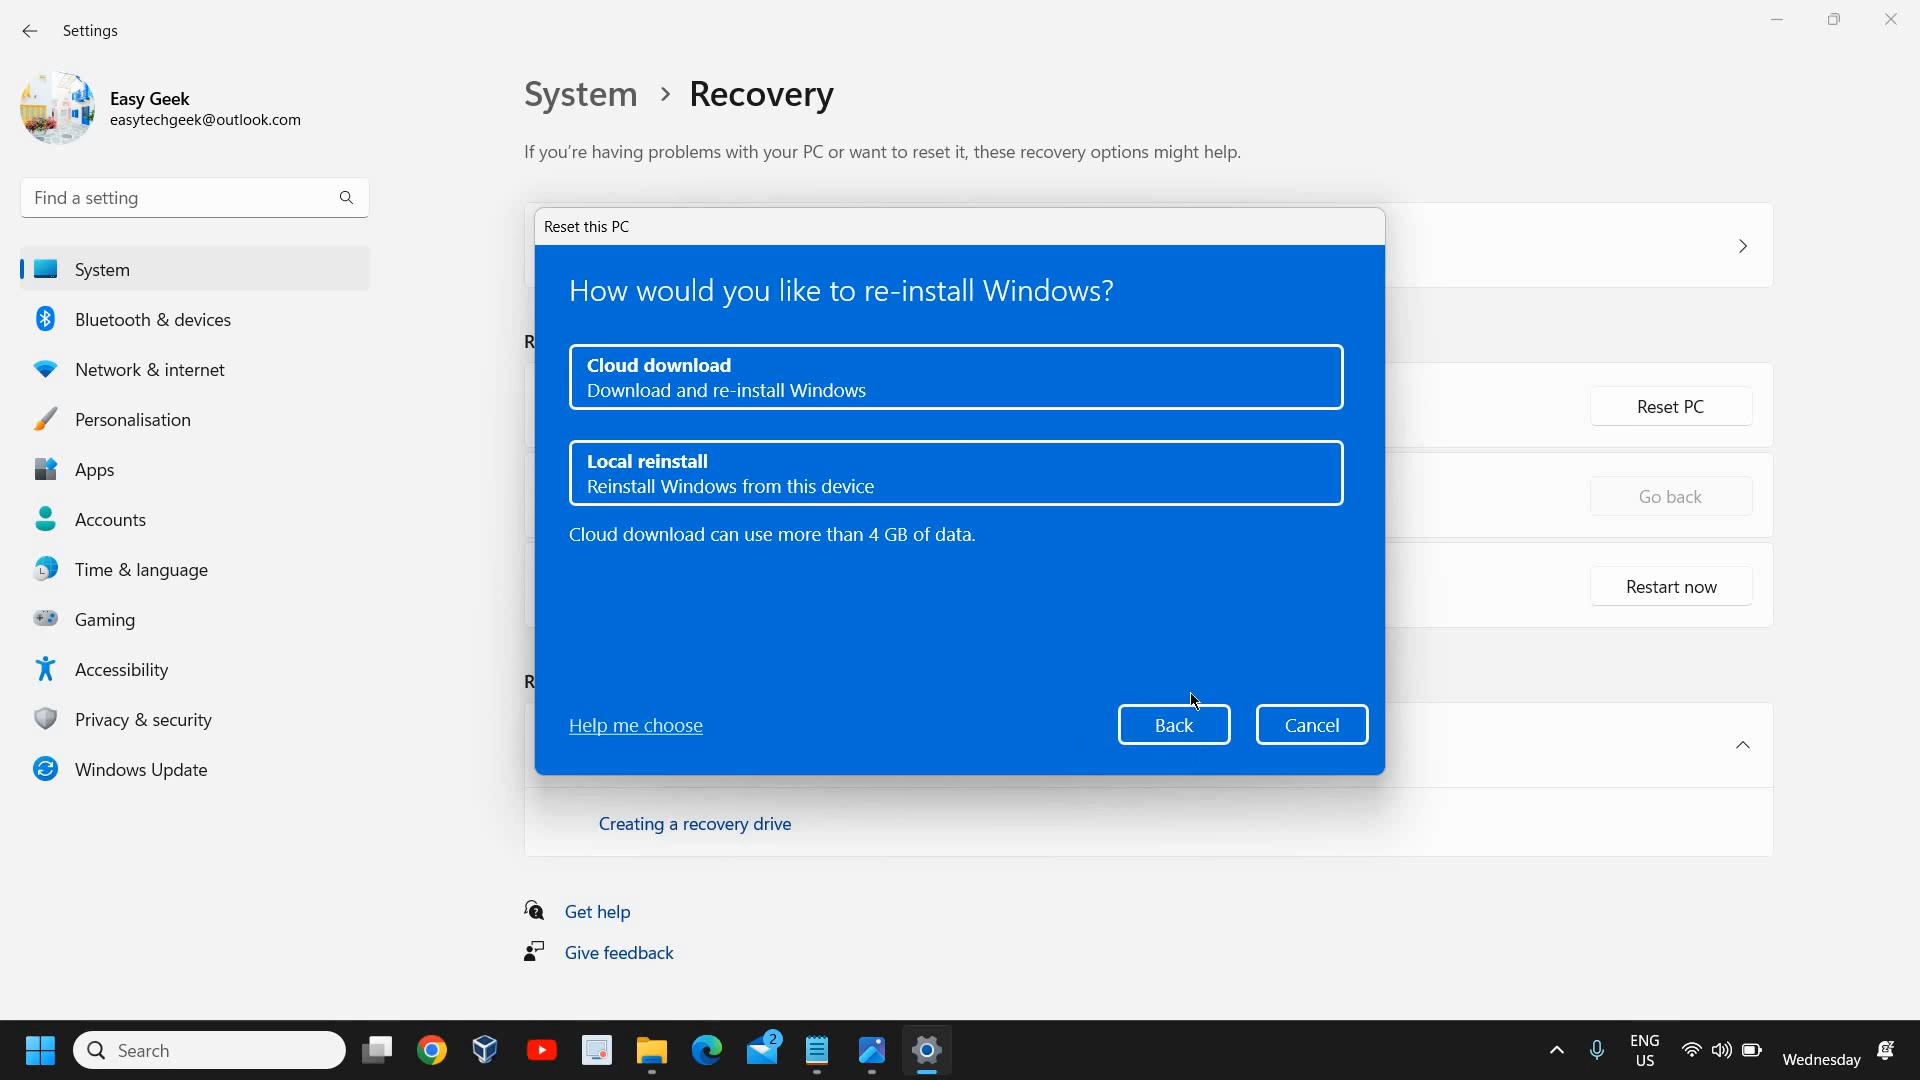 Settings
Easy Geek
easytechgeek@outlook.com
Find a setting
System
Bluetooth & devices
Network & internet
Personalisation
Apps
Accounts
Time & language
Gaming
Accessibility
Privacy & security
Windows Update
System > Recovery
If you're having problems with your PC or want to reset it, these recovery options might help.
R
Reset PC
Go back
Restart now
R
Reset this PC
How would you like to re-install Windows?
Cloud download
Download and re-install Windows
Local reinstall
Reinstall Windows from this device
Cloud download can use more than 4 GB of data.
Help me choose
Back
Cancel
Creating a recovery drive
Get help
Give feedback
Search
2
ENG
US
Wednesday